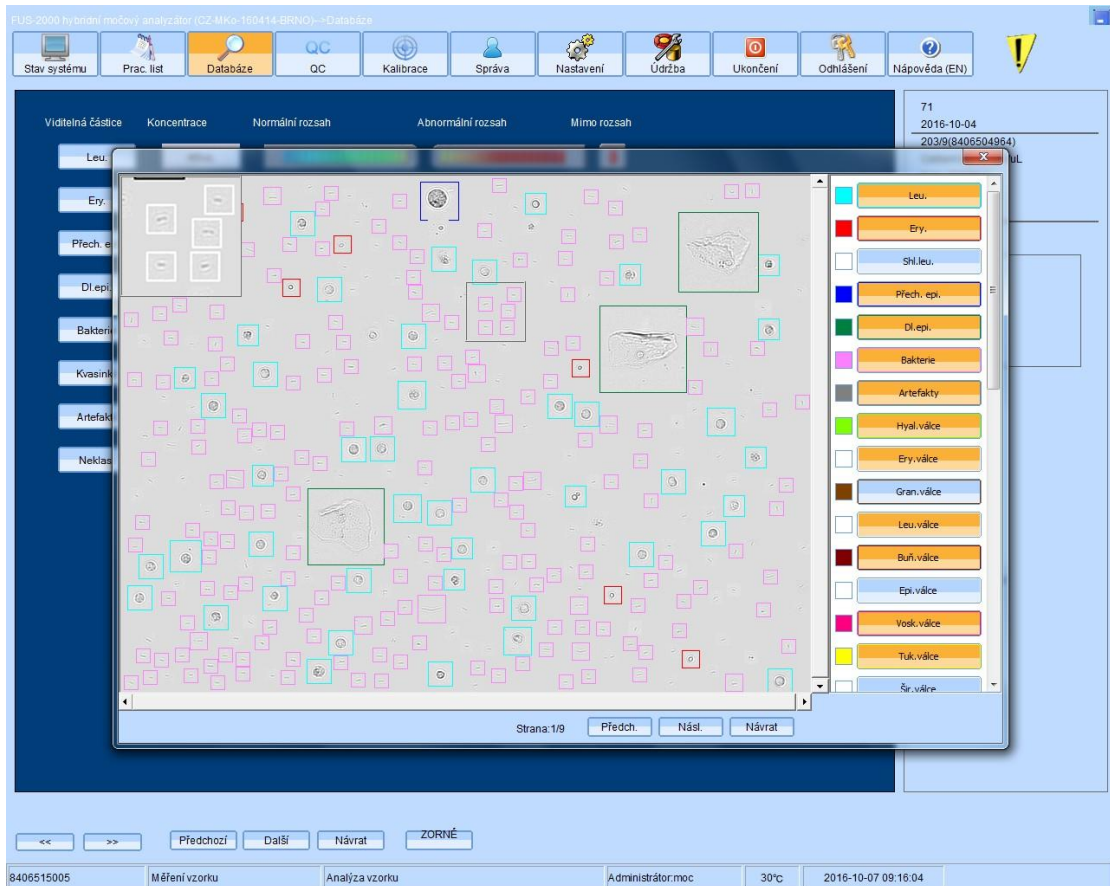 FUS-2000 hybridní močový analyzátor (CZ-MKo-160414-BRNO)-->Databáze
Stav systému Prac. list Databáze QC QC Kalibrace Správa Nastavení Údržba Ukončení Odhlášení Nápověda (EN)
71
2016-10-04
Viditelná částice Koncentrace Normální rozsah Abnormální rozsah Mimo rozsah
203/9(8406504964)
Leu.
Ery.
Přech. e
Dl.epi.
Bakteri
Kvasink
Artefak
Neklas
Leu.
Ery.
Shl.leu.
Přech. epi.
Dl.epi.
Bakterie
Artefakty
Hyal.válce
Ery.válce
Gran.válce
Leu.válce
Buň.válce
Epi.válce
Vosk.válce
Tuk.válce
Šir.válce
Strana:1/9 Předch. Násl. Návrat
<< >> Předchozí Další Návrat ZORNÉ
8406515005 Měření vzorku Analýza vzorku Administrátor:moc 30°C 2016-10-07 09:16:04